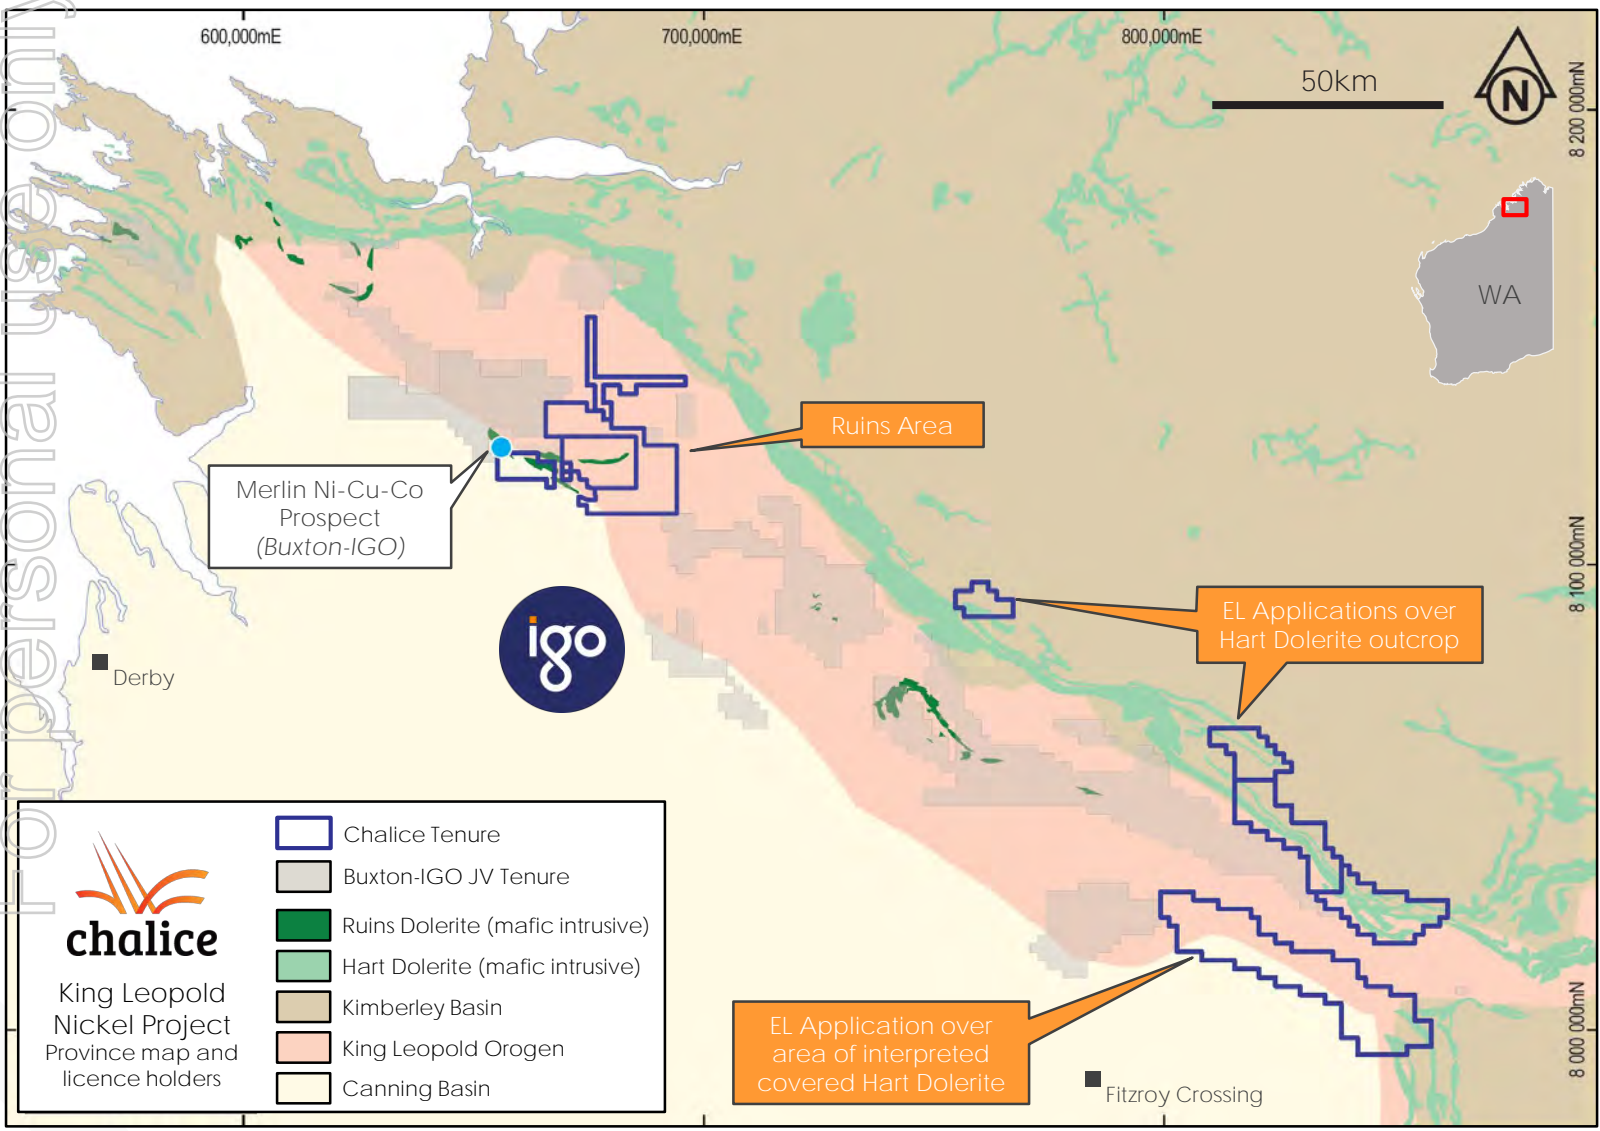 For personal use only
600,000mE
700,000mE
800,000mE
50km
N
8 200 000mN
WA
Ruins Area
Merlin Ni-Cu-Co
Prospect
(Buxton-IGO)
8 100 000mN
EL Applications over
Hart Dolerite outcrop
igo
Derby
Chalice Tenure
Buxton-IGO JV Tenure
Ruins Dolerite (mafic intrusive)
Hart Dolerite (mafic intrusive)
Kimberley Basin
King Leopold Orogen
Canning Basin
chalice
King Leopold
Nickel Project
Province map and
licence holders
EL Application over
area of interpreted
covered Hart Dolerite
8 000 000mN
Fitzroy Crossing